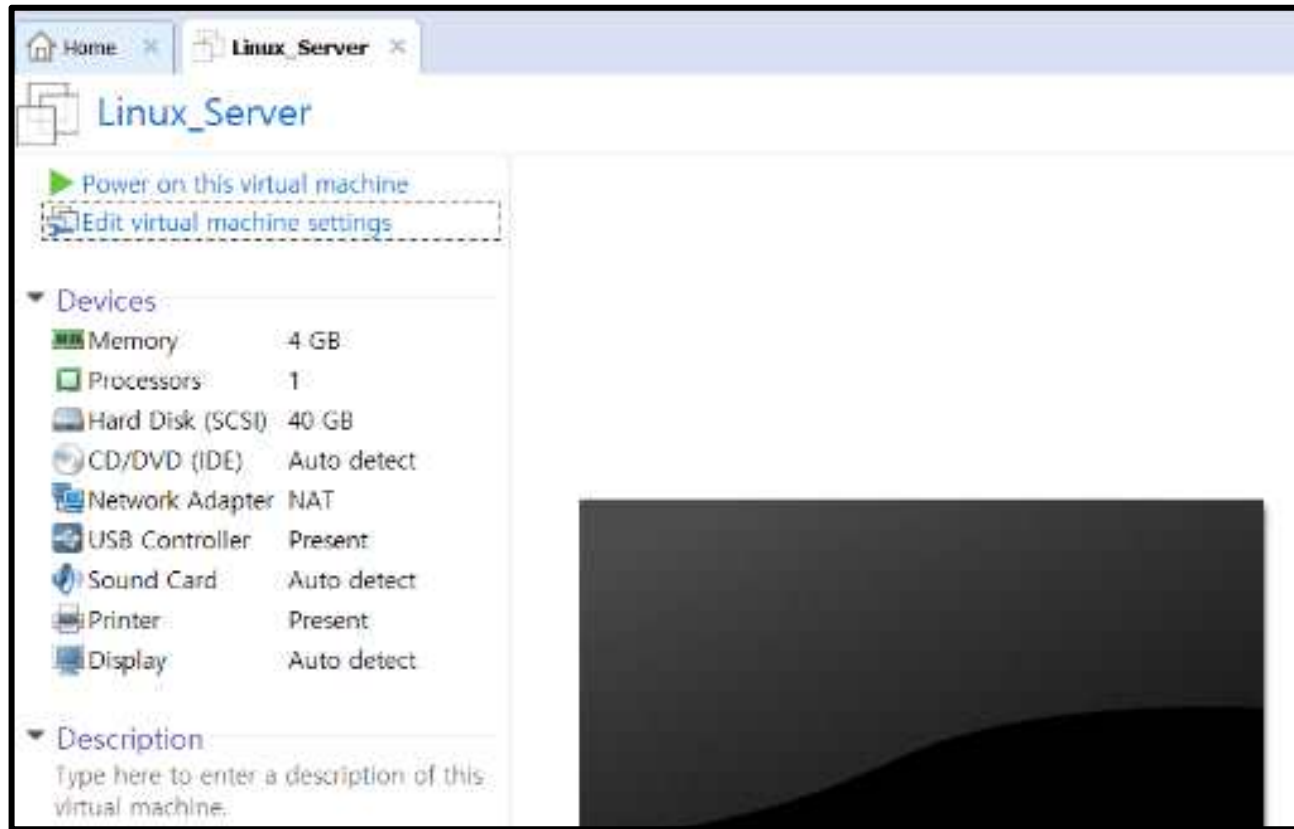 Home
Linux_Server
Linux_Server
Power on this virtual machine
Edit virtual machine settings
Devices
Memory 4 GB
Processors 1
Hard Disk (SCSI) 40 GB
CD/DVD (IDE) Auto detect
Network Adapter NAT
USB Controller Present
Sound Card Auto detect
Printer Present
Display Auto detect
Description
Type here to enter a description of this
virtual machine.